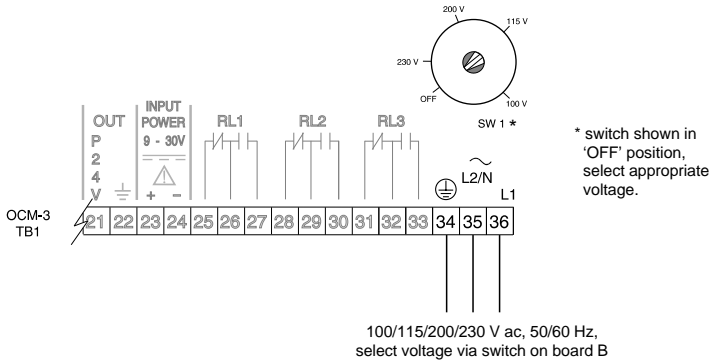 200 V
115 V
230 V
OFF
100 V
SW 1 *
* switch shown in
‘OFF’ position,
select appropriate
voltage.
OUT
P
2
4
V
INPUT
POWER
9 - 30V
+ -
RL1
RL2
RL3
L2/N
L1
OCM-3
TB1
21 22 23 24 25 26 27 28 29 30 31 32 33 34 35 36
100/115/200/230 V ac, 50/60 Hz,
select voltage via switch on board B